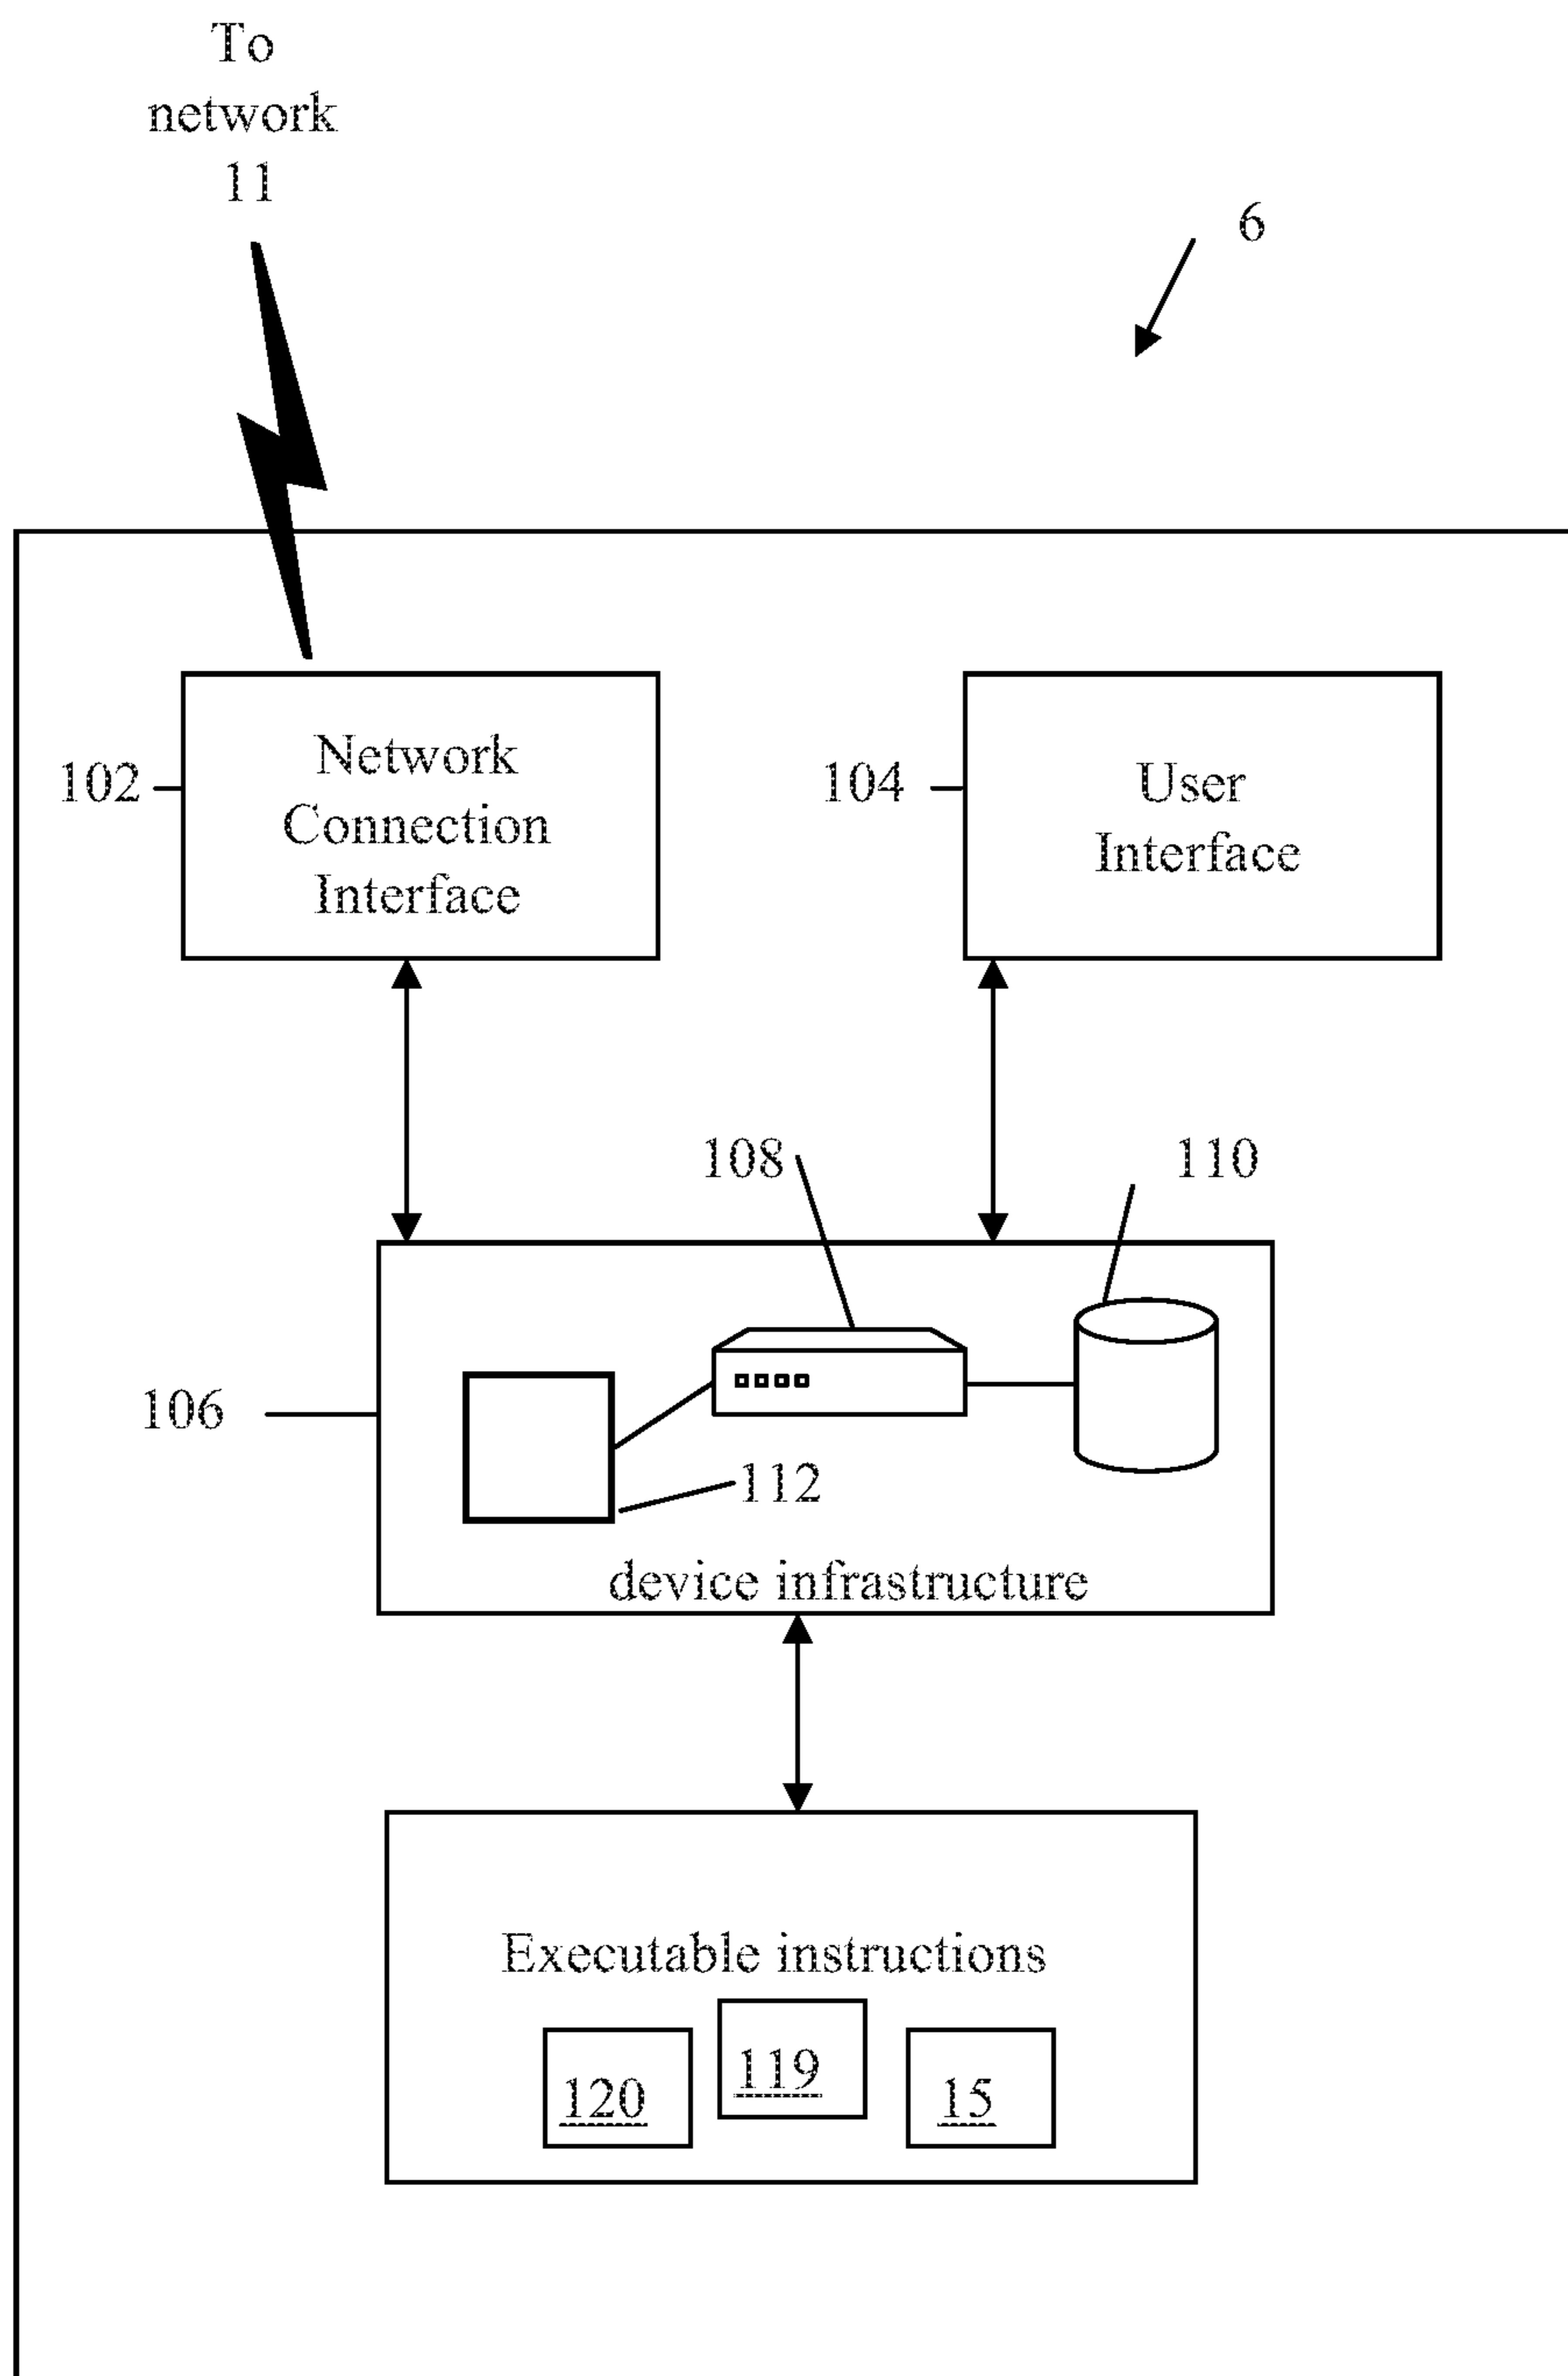 To
network
11
6
102
Network
Connection
Interface
104
User
Interface
108
110
106
112
device infrastructure
Executable instructions
120
119
15